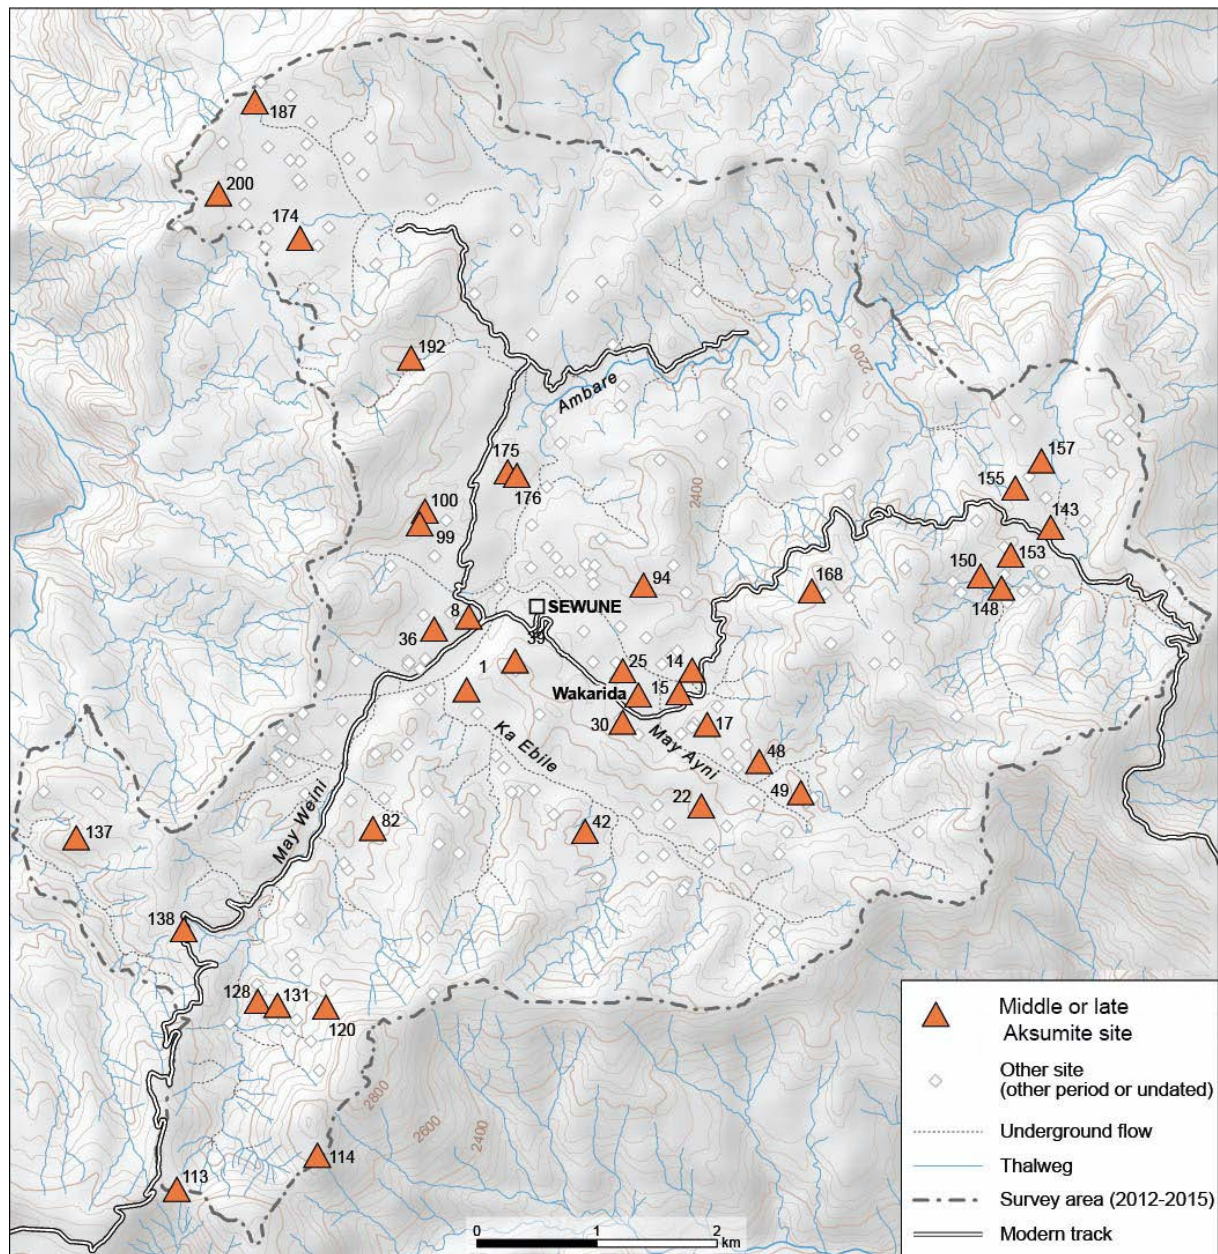 187
200
174
192
Ambare
2200
175
176
2400
157
155
100
99
143
153
150
148
94
168
SEWUNE
8
36
39
1
25
14
Wakarida
15
30
17
Ka Ebile
May Ayni
48
49
22
42
May Weini
82
137
138
128
131
120
2800
2600
2400
114
113
Middle or late
Aksumite site
Other site
(other period or undated)
Underground flow
Thalweg
Survey area (2012-2015)
Modern track
0 1 2
km